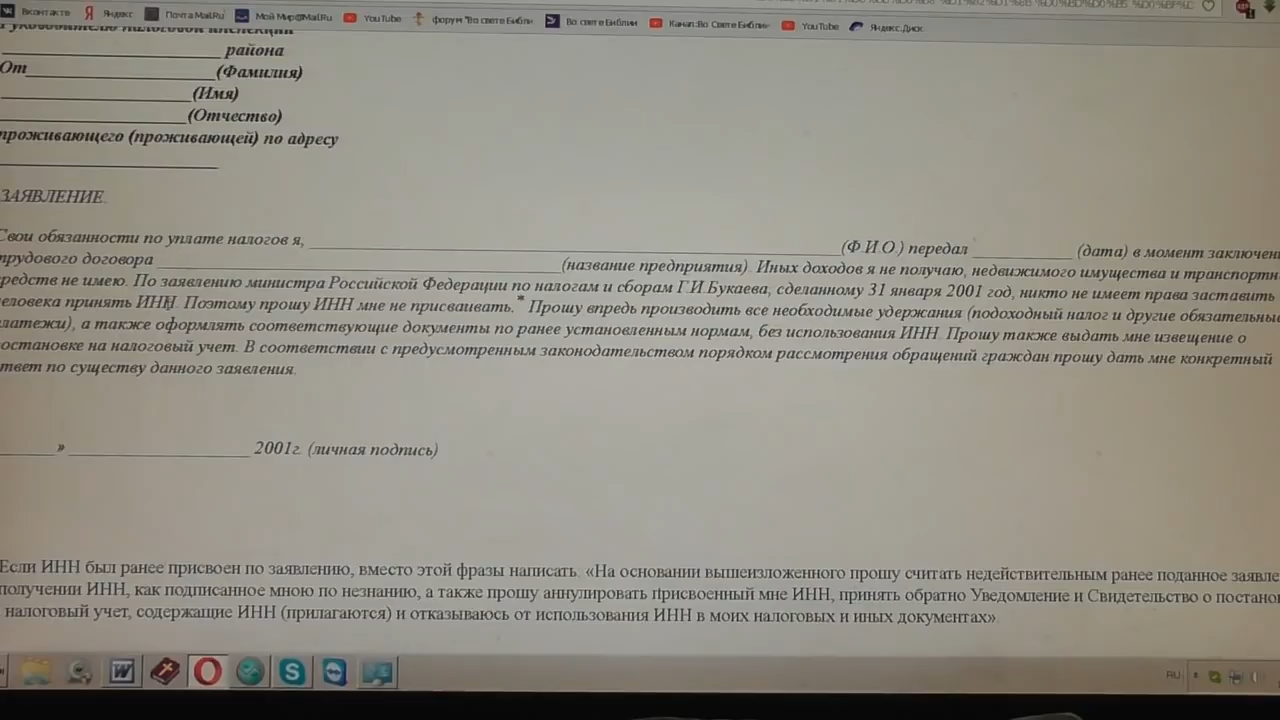 Вконтакте Яндекс Почта Mail.Ru Мой Мир@Mail.Ru YouTube форум "Во свете Библи Во свете Библии Канал:Во Свете Библи YouTube Яндекс.Диск
района
От (Фамилия)
(Имя)
(Отчество)
проживающего (проживающей) по адресу
ЗАЯВЛЕНИЕ.
Свои обязанности по уплате налогов я, (Ф.И.О.) передал (дата) в момент заключен
трудового договора (название предприятия). Иных доходов я не получаю, недвижимого имущества и транспортн
редств не имею. По заявлению министра Российской Федерации по налогам и сборам Г.И.Букаева, сделанному 31 января 2001 год, никто не имеет права заставить
человека принять ИНН. Поэтому прошу ИНН мне не присваивать.* Прошу впредь производить все необходимые удержания (подоходный налог и другие обязательные
латежи), а также оформлять соответствующие документы по ранее установленным нормам, без использования ИНН. Прошу также выдать мне извещение о
остановке на налоговый учет. В соответствии с предусмотренным законодательством порядком рассмотрения обращений граждан прошу дать мне конкретный
твет по существу данного заявления.
» 2001г. (личная подпись)
Если ИНН был ранее присвоен по заявлению, вместо этой фразы написать: «На основании вышеизложенного прошу считать недействительным ранее поданное заявле
получении ИНН, как подписанное мною по незнанию, а также прошу аннулировать присвоенный мне ИНН, принять обратно Уведомление и Свидетельство о постанов
налоговый учет, содержащие ИНН (прилагаются) и отказываюсь от использования ИНН в моих налоговых и иных документах».
RU